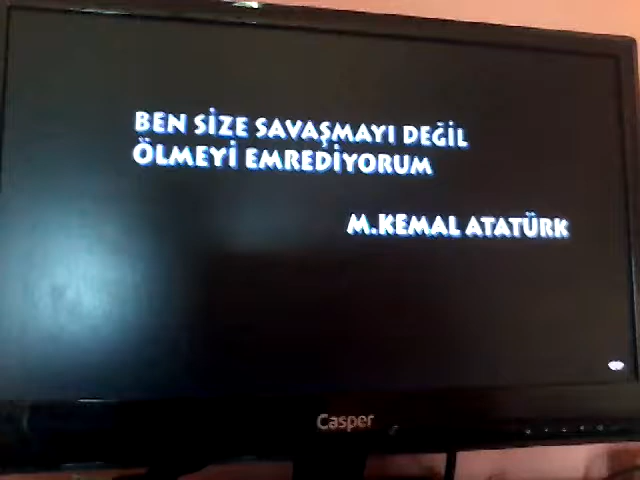 BEN SİZE SAVAŞMAYI DEĞİL
ÖLMEYİ EMREDİYORUM
M.KEMAL ATATÜRK
Casper